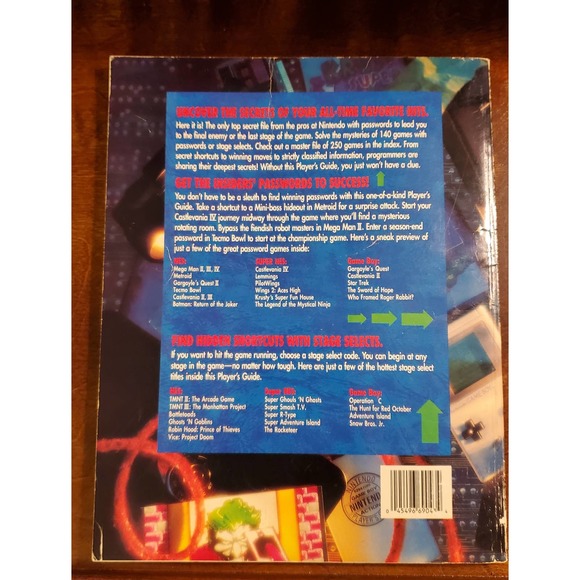 UNCOVER THE SECRETS OF YOUR ALL-TIME FAVORITE HITS.
Here it is! The only top secret file from the pros at Nintendo with passwords to lead you
to the final enemy or the last stage of the game. Solve the mysteries of 140 games with
passwords or stage selects. Check out a master file of 250 games in the index. From
secret shortcuts to winning moves to strictly classified information, programmers are
sharing their deepest secrets! Without this Player's Guide, you just won't have a clue.
GET THE WINNERS' PASSWORDS TO SUCCESS!
You don't have to be a sleuth to find winning passwords with this one-of-a-kind Player's
Guide. Take a shortcut to a Mini-boss hideout in Metroid for a surprise attack. Start your
Castlevania IV journey midway through the game where you'll find a mysterious
rotating room. Bypass the fiendish robot masters in Mega Man II. Enter a season-end
password in Tecmo Bowl to start at the championship game. Here's a sneak preview of
just a few of the great password games inside:
NES:
Mega Man II, III, IV
Metroid
Gargoyle's Quest II
Tecmo Bowl
Castlevania II, III
Batman: Return of the Joker
SUPER NES:
Castlevania IV
Lemmings
PilotWings
Wings 2: Aces High
Krusty's Super Fun House
The Legend of the Mystical Ninja
Game Boy:
Gargoyle's Quest
Castlevania II
Star Trek
The Sword of Hope
Who Framed Roger Rabbit?
FIND HIDDEN SHORTCUTS WITH STAGE SELECTS.
If you want to hit the game running, choose a stage select code. You can begin at any
stage in the game—no matter how tough. Here are just a few of the hottest stage select
titles inside this Player's Guide.
NES:
TMNT II: The Arcade Game
TMNT III: The Manhattan Project
Battletoads
Ghosts 'N Goblins
Robin Hood: Prince of Thieves
Vice: Project Doom
Super NES:
Super Ghouls 'N Ghosts
Super Smash T.V.
Super R-Type
Super Adventure Island
The Rocketeer
Game Boy:
Operation C
The Hunt for Red October
Adventure Island
Snow Bros. Jr.
NINTENDO
0 45496 69041 4